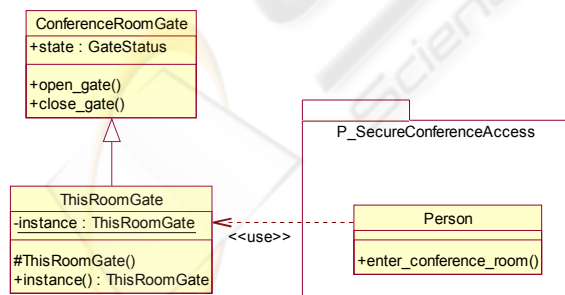 ConferenceRoomGate
+state : GateStatus
+open_gate()
+close_gate()
P_SecureConferenceAccess
ThisRoomGate
-instance : ThisRoomGate
#ThisRoomGate()
+instance() : ThisRoomGate
<<use>>
Person
+enter_conference_room()